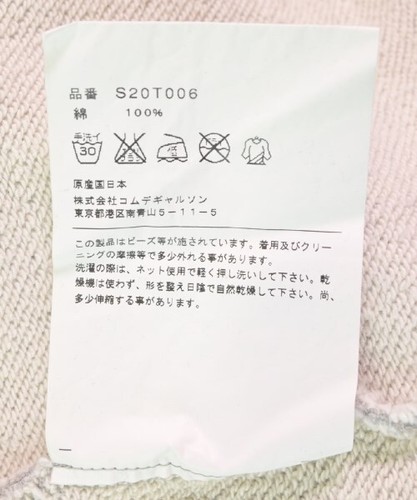 品番 S20T006
綿 100%
手洗イ
30
原産国日本
株式会社コムデギャルソン
東京都港区南青山5-11-5
この製品はビーズ等が施されています。着用及びクリー
ニングの摩擦等で多少外れる事があります。
洗濯の際は、ネット使用で軽く押し洗いして下さい。乾
燥機は使わず、形を整え日陰で自然乾燥して下さい。尚、
多少伸縮する事が有ります。